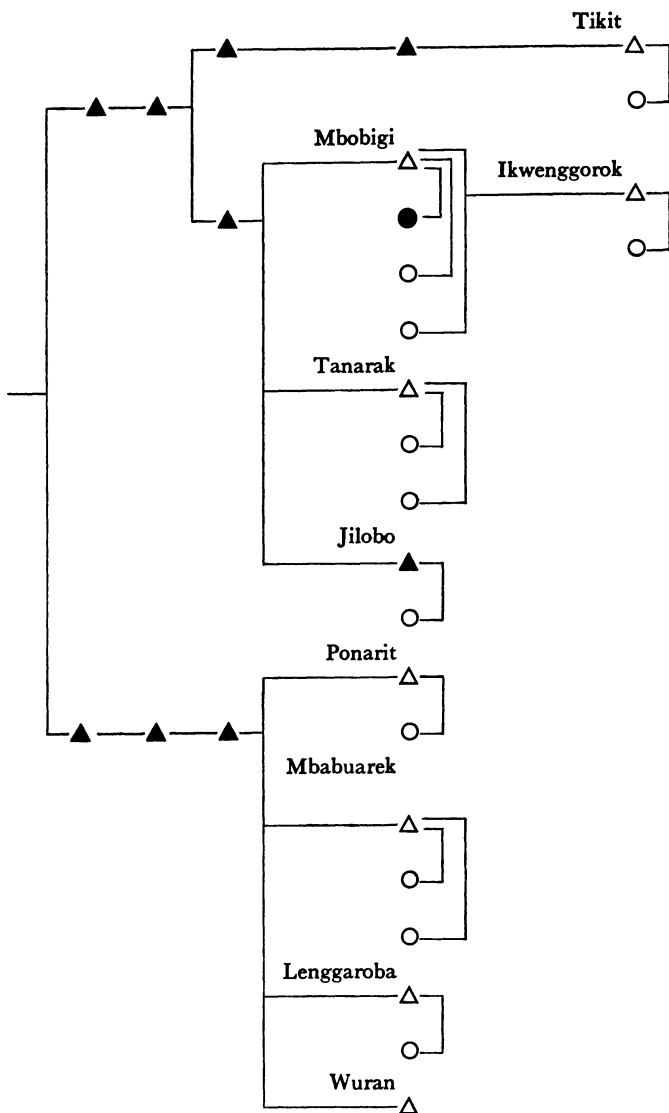 Tikit
Mbobigi
Ikwenggorok
Tanarak
Jilobo
Ponarit
Mbabuarek
Lenggaroba
Wuran